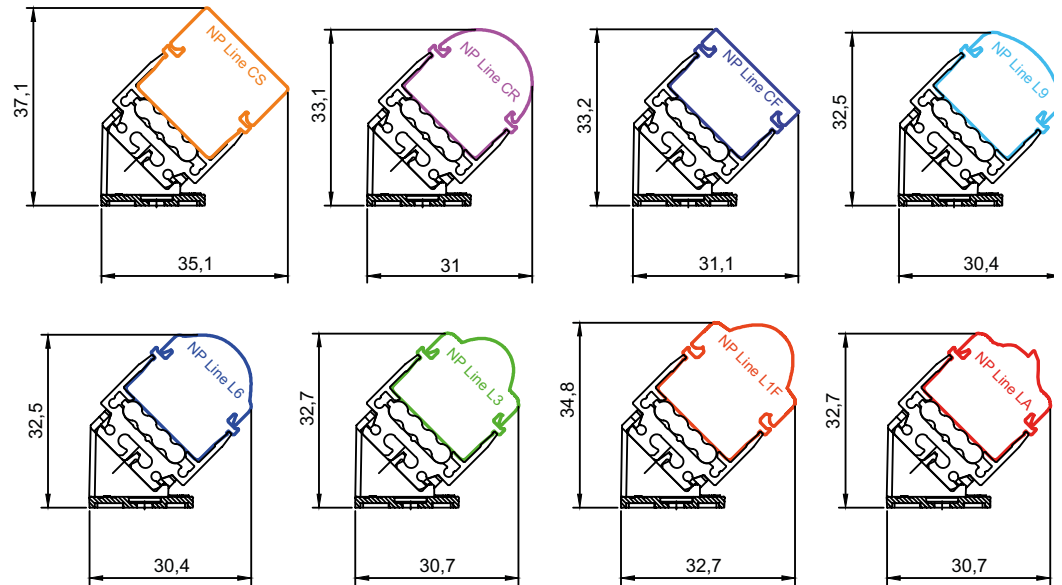 NP Line CS
37,1
35,1
NP Line CR
33,1
31
NP Line CF
33,2
31,1
NP Line L9
32,5
30,4
NP Line L6
32,5
30,4
NP Line L3
32,7
30,7
NP Line L1F
34,8
32,7
NP Line LA
32,7
30,7